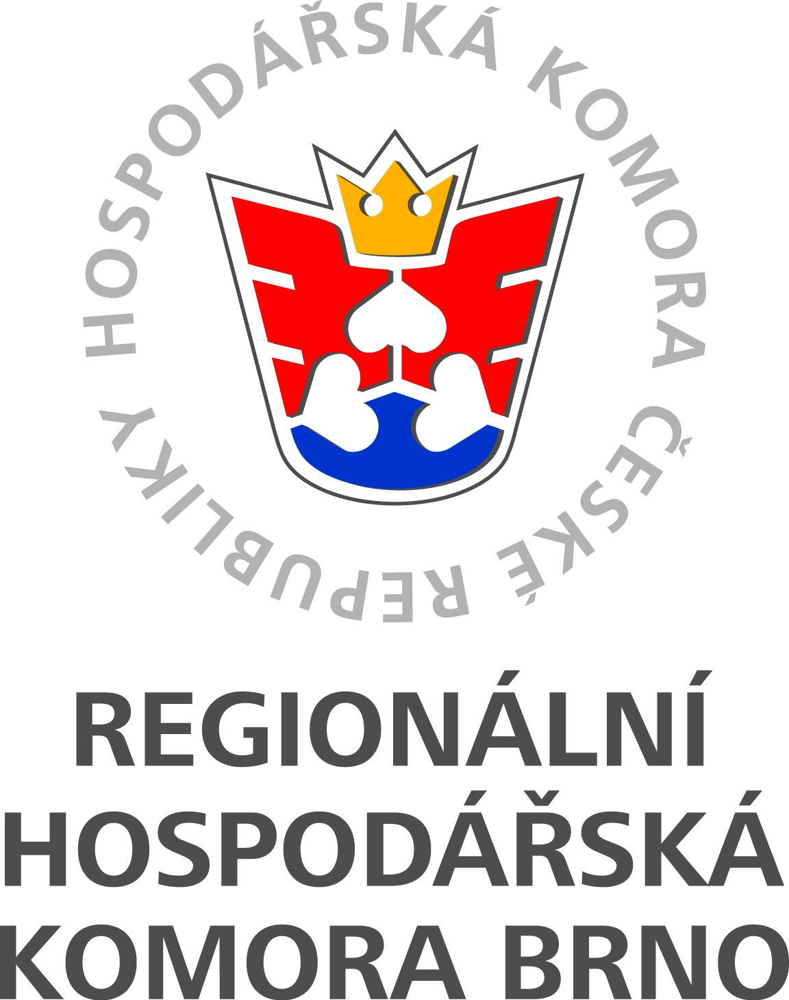 HOSPODÁŘSKÁ KOMORA ČESKÉ REPUBLIKY
REGIONÁLNÍ
HOSPODÁŘSKÁ
KOMORA BRNO